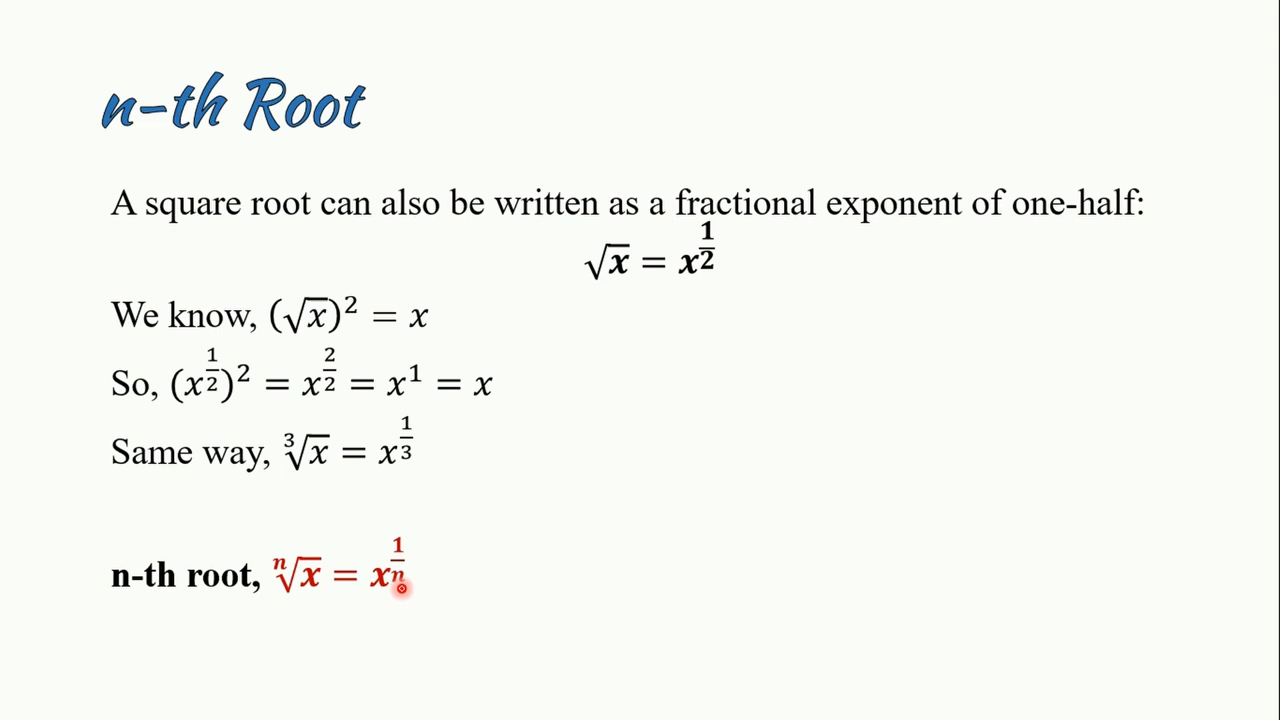 n-th Root
A square root can also be written as a fractional exponent of one-half:
√x = x^(1/2)
We know, (√x)² = x
So, (x^(1/2))² = x^(2/2) = x¹ = x
Same way, ³√x = x^(1/3)
n-th root, ⁿ√x = x^(1/n)